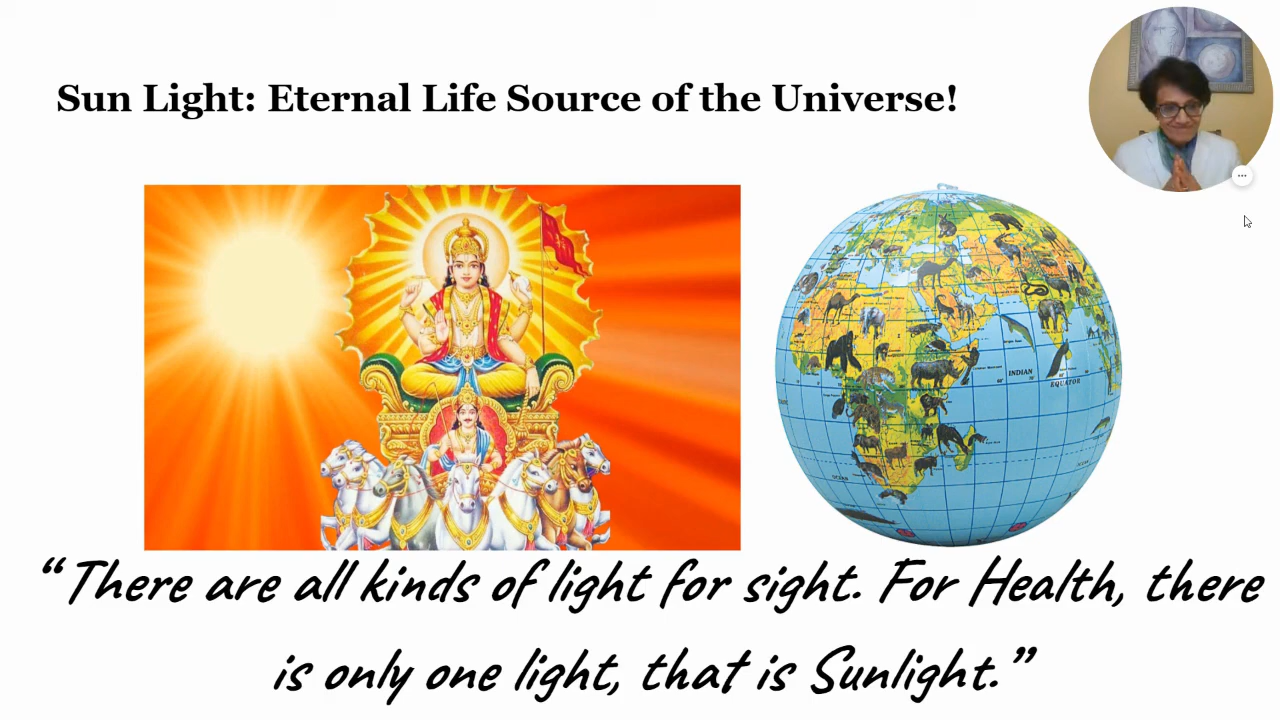 Sun Light: Eternal Life Source of the Universe!
INDIAN
EQUATOR
OCEAN
“There are all kinds of light for sight. For Health, there
is only one light, that is Sunlight.”